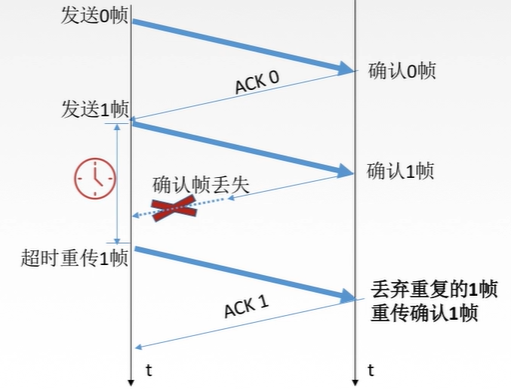 发送0帧
ACK 0
确认0帧
发送1帧
确认1帧
确认帧丢失
超时重传1帧
ACK 1
丢弃重复的1帧
重传确认1帧
t
t